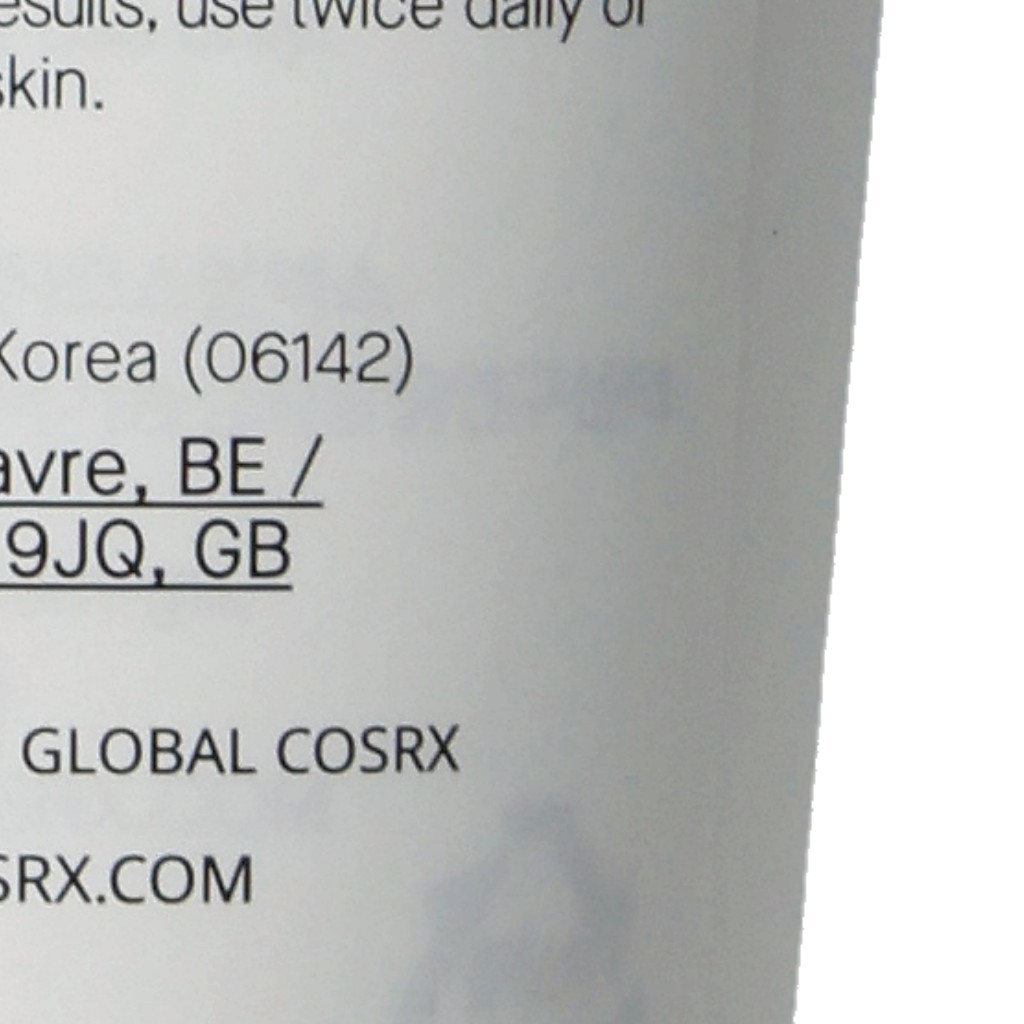 esults, use twice daily or
skin.
Korea (06142)
avre, BE /
9JQ, GB
GLOBAL COSRX
SRX.COM